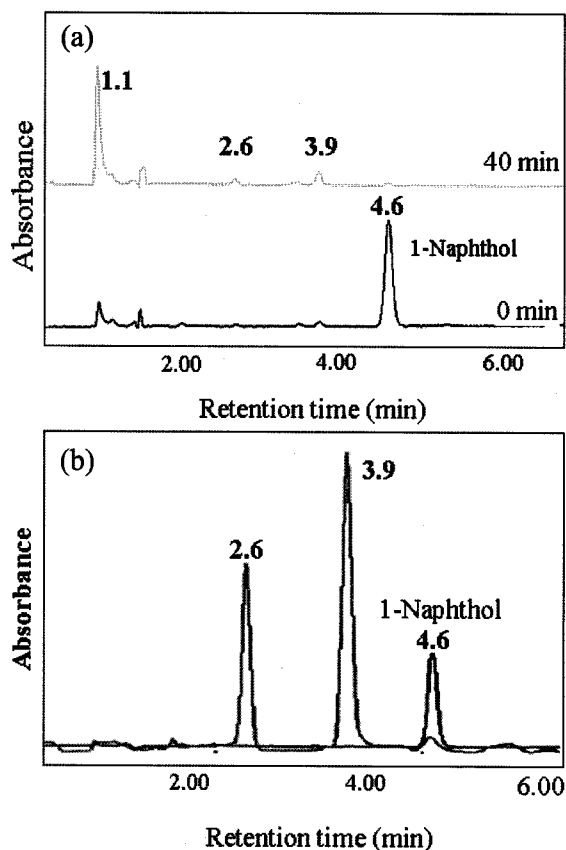 (a)
1.1
2.6
3.9
40 min
4.6
1-Naphthol
0 min
Absorbance
2.00
4.00
6.00
Retention time (min)
(b)
3.9
2.6
1-Naphthol
4.6
Absorbance
2.00
4.00
6.00
Retention time (min)